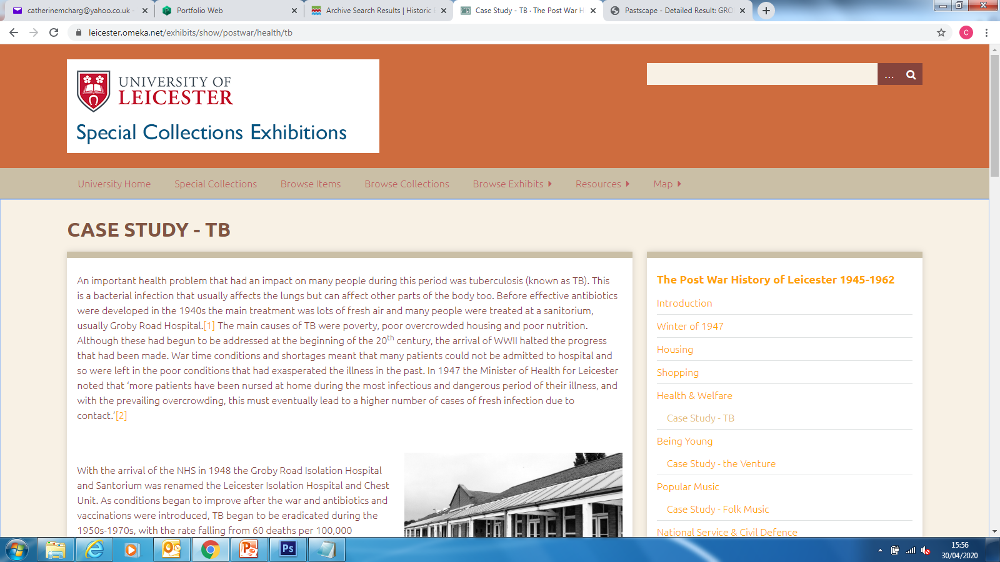 catherinemcharg@yahoo.co.uk -
Portfolio Web
Archive Search Results | Historic E
Case Study - TB · The Post War H
Pastscape - Detailed Result: GRO
leicester.omeka.net/exhibits/show/postwar/health/tb
C
UNIVERSITY OF
LEICESTER
Special Collections Exhibitions
...
University Home
Special Collections
Browse Items
Browse Collections
Browse Exhibits
Resources
Map
CASE STUDY - TB
An important health problem that had an impact on many people during this period was tuberculosis (known as TB). This
is a bacterial infection that usually affects the lungs but can affect other parts of the body too. Before effective antibiotics
were developed in the 1940s the main treatment was lots of fresh air and many people were treated at a sanitorium,
usually Groby Road Hospital.[1] The main causes of TB were poverty, poor overcrowded housing and poor nutrition.
Although these had begun to be addressed at the beginning of the 20th century, the arrival of WWII halted the progress
that had been made. War time conditions and shortages meant that many patients could not be admitted to hospital and
so were left in the poor conditions that had exasperated the illness in the past. In 1947 the Minister of Health for Leicester
noted that ‘more patients have been nursed at home during the most infectious and dangerous period of their illness, and
with the prevailing overcrowding, this must eventually lead to a higher number of cases of fresh infection due to
contact.’[2]
With the arrival of the NHS in 1948 the Groby Road Isolation Hospital
and Santorium was renamed the Leicester Isolation Hospital and Chest
Unit. As conditions began to improve after the war and antibiotics and
vaccinations were introduced, TB began to be eradicated during the
1950s-1970s, with the rate falling from 60 deaths per 100,000
The Post War History of Leicester 1945-1962
Introduction
Winter of 1947
Housing
Shopping
Health & Welfare
Case Study - TB
Being Young
Case Study - the Venture
Popular Music
Case Study - Folk Music
National Service & Civil Defence
Ps
15:56
30/04/2020